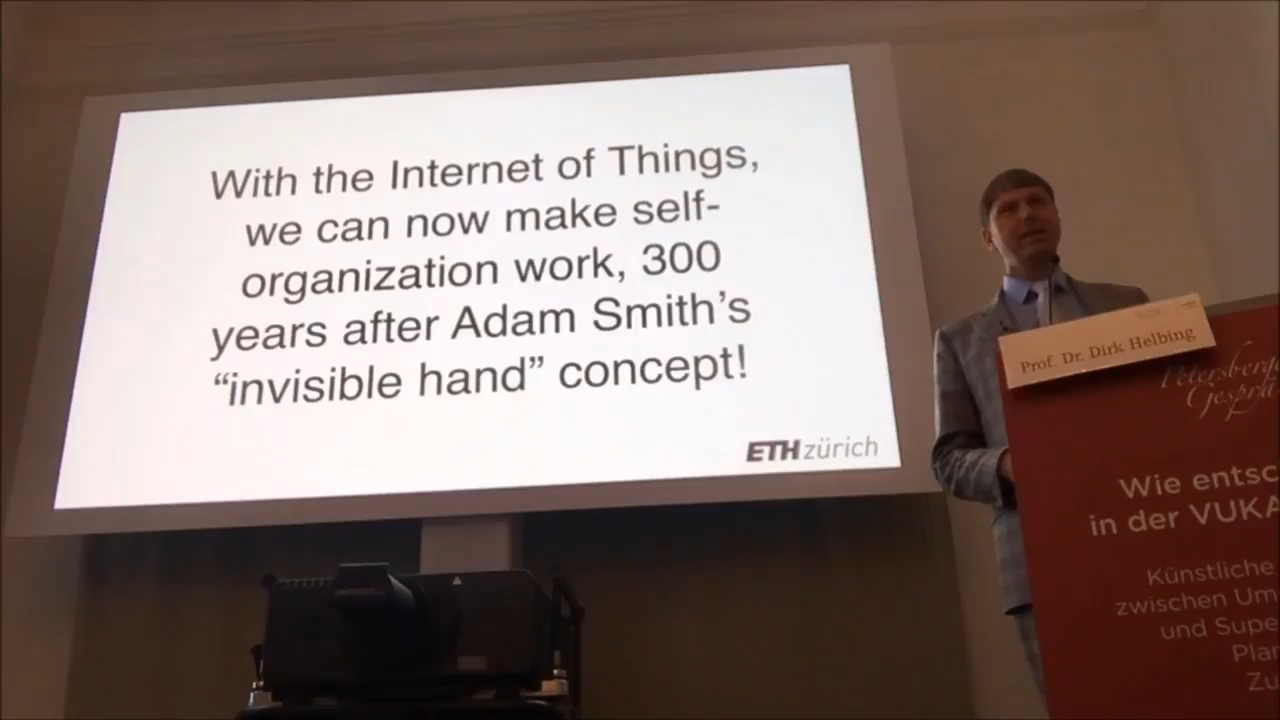 With the Internet of Things,
we can now make self-
organization work, 300
years after Adam Smith’s
“invisible hand” concept!
ETH zürich
Prof. Dr. Dirk Helbing
Petersberge
Gesprä
Wie entsc
in der VUKA
Künstliche
zwischen Um
und Supe
Plan
Zu